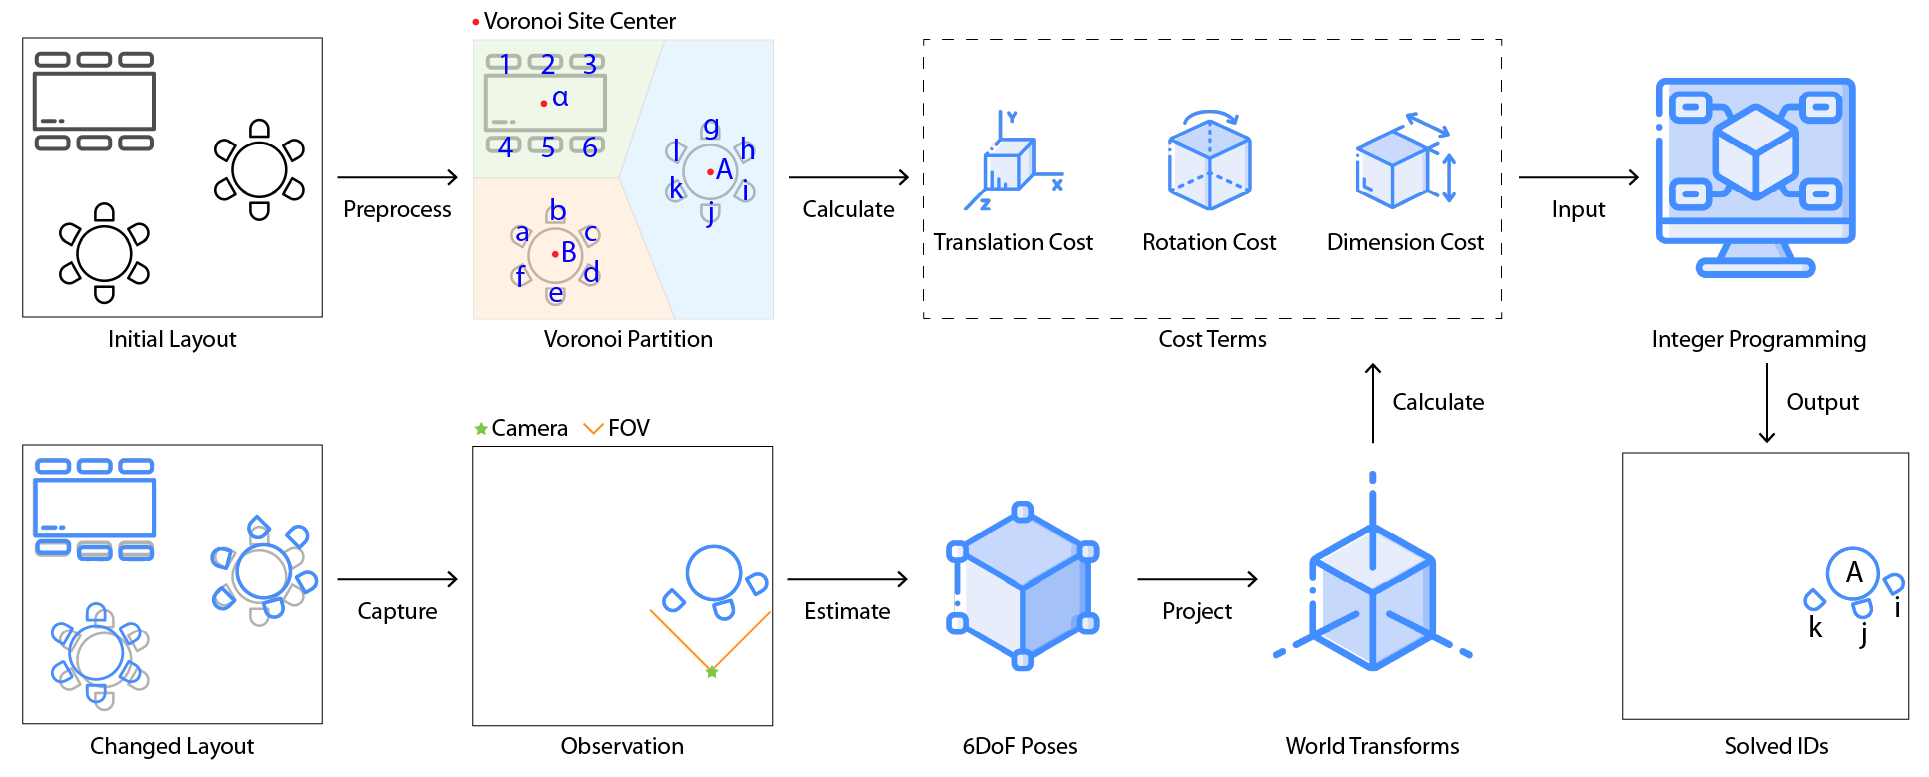 Voronoi Site Center
1 2 3
α
4 5 6
g
l h
A
k i
j
b
a c
B
f d
e
Preprocess
Calculate
Y
X
Z
Translation Cost
Rotation Cost
Dimension Cost
Input
Initial Layout
Voronoi Partition
Cost Terms
Integer Programming
Calculate
Output
Camera FOV
Capture
Estimate
Project
A
i
k
j
Changed Layout
Observation
6DoF Poses
World Transforms
Solved IDs